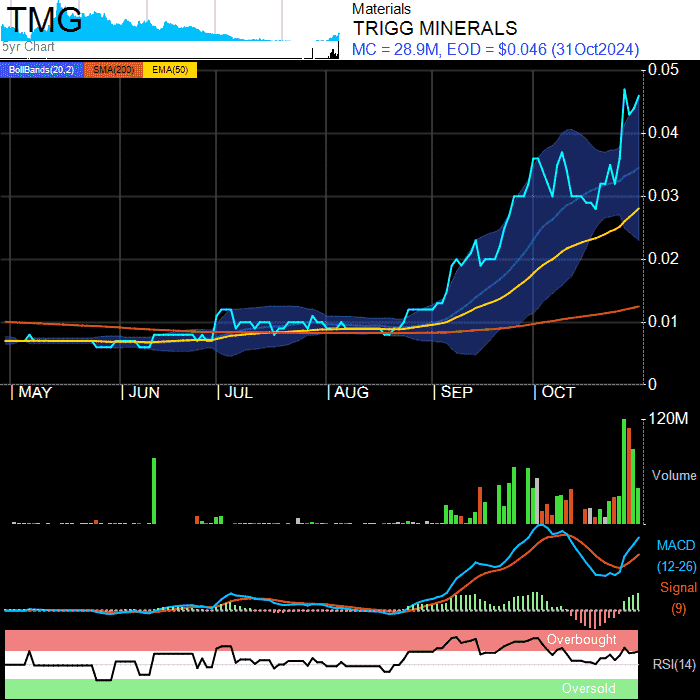 TMG
5yr Chart
Materials
TRIGG MINERALS
MC = 28.9M, EOD = $0.046 (31Oct2024)
BollBands(20,2) SMA(200) EMA(50)
0.05
0.04
0.03
0.02
0.01
0
MAY JUN JUL AUG SEP OCT
120M
Volume
MACD
(12-26)
Signal
(9)
Overbought
RSI(14)
Oversold